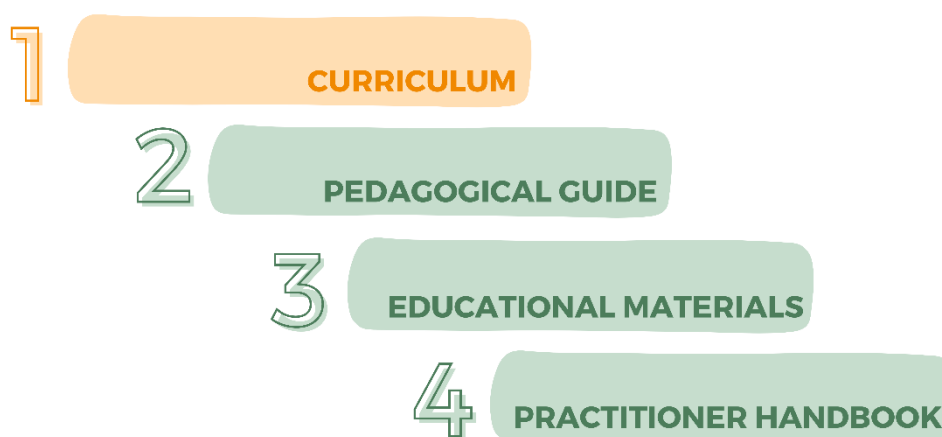 1 CURRICULUM
2 PEDAGOGICAL GUIDE
3 EDUCATIONAL MATERIALS
4 PRACTITIONER HANDBOOK